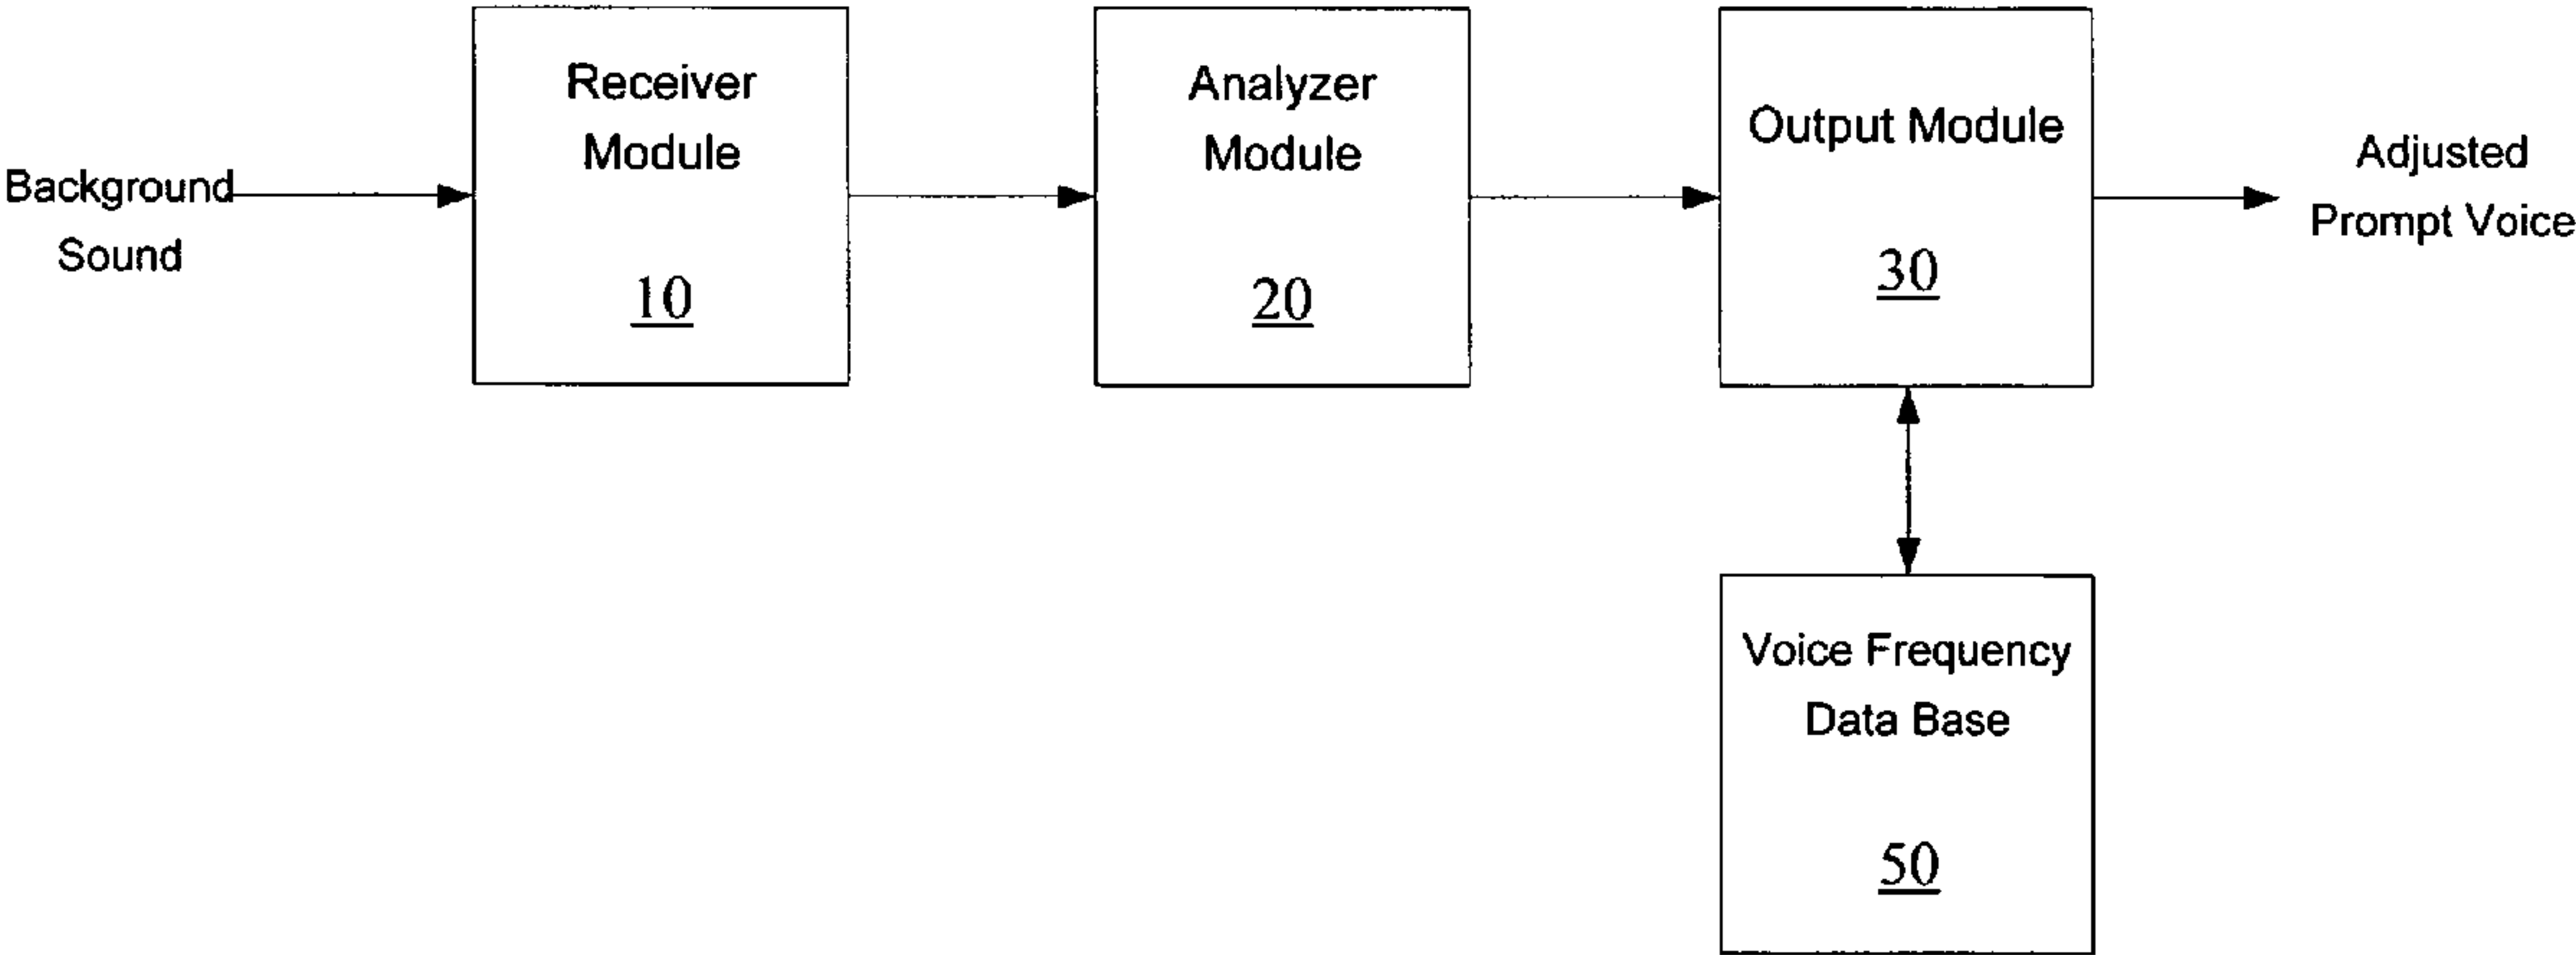 Background
Sound
Receiver
Module
10
Analyzer
Module
20
Output Module
30
Adjusted
Prompt Voice
Voice Frequency
Data Base
50